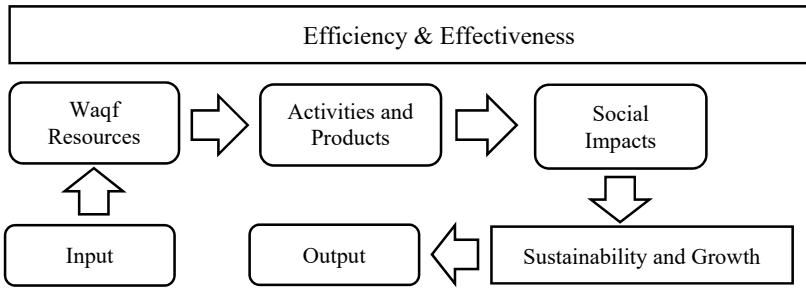 Efficiency & Effectiveness
Waqf
Resources
Activities and
Products
Social
Impacts
Input
Output
Sustainability and Growth